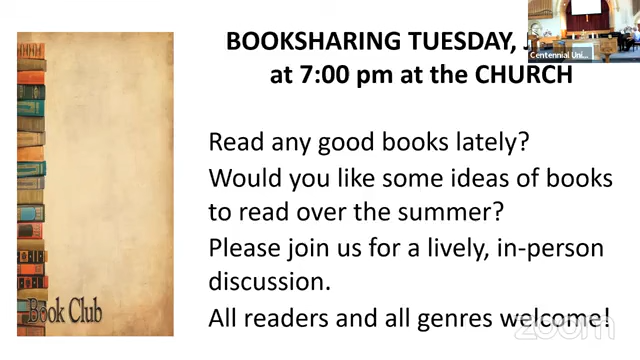 BOOKSHARING TUESDAY,
at 7:00 pm at the CHURCH
Centennial Uni...
Read any good books lately?
Would you like some ideas of books
to read over the summer?
Please join us for a lively, in-person
discussion.
All readers and all genres welcome!
Book Club
zoom